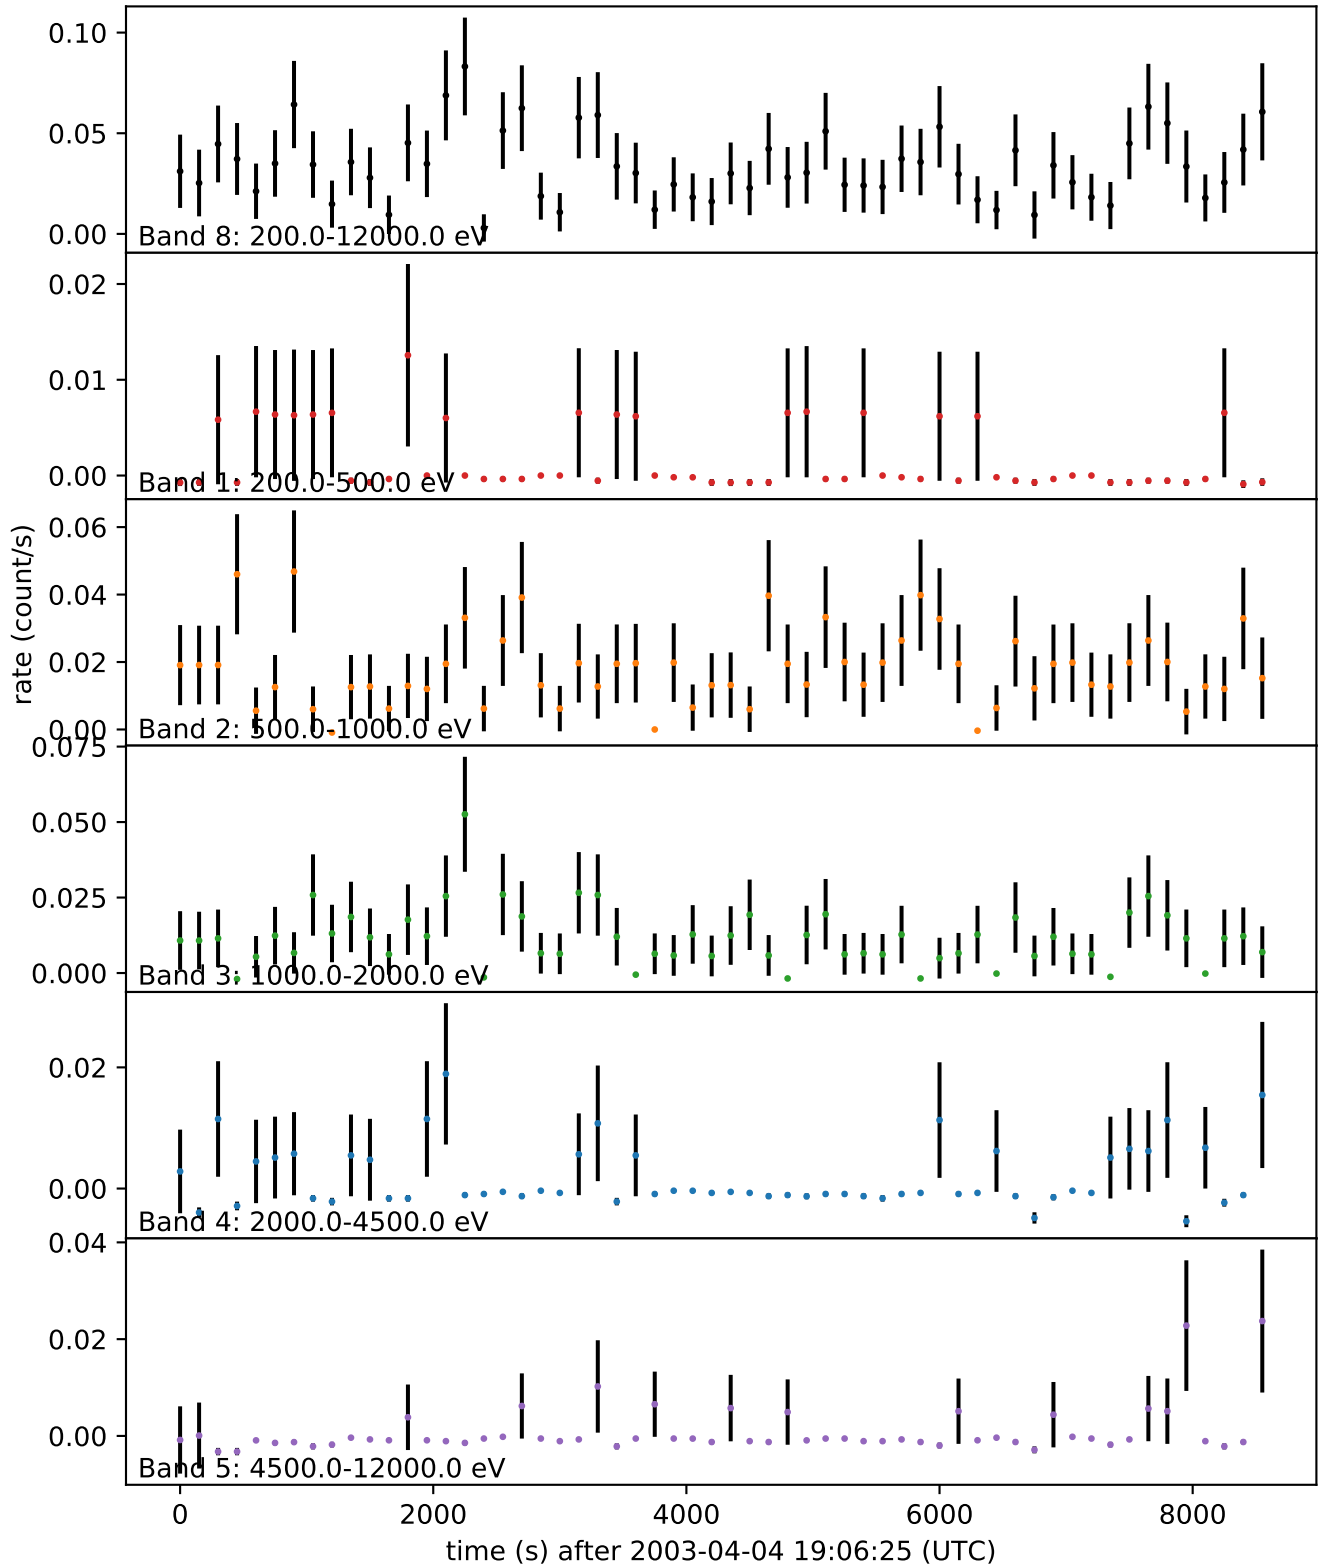 0.10
0.05
0.00
Band 8: 200.0-12000.0 eV
0.02
0.01
0.00
Band 1: 200.0-500.0 eV
0.06
0.04
0.02
0.00
Band 2: 500.0-1000.0 eV
rate (count/s)
0.075
0.050
0.025
0.000
Band 3: 1000.0-2000.0 eV
0.02
0.00
Band 4: 2000.0-4500.0 eV
0.04
0.02
0.00
Band 5: 4500.0-12000.0 eV
0 2000 4000 6000 8000
time (s) after 2003-04-04 19:06:25 (UTC)